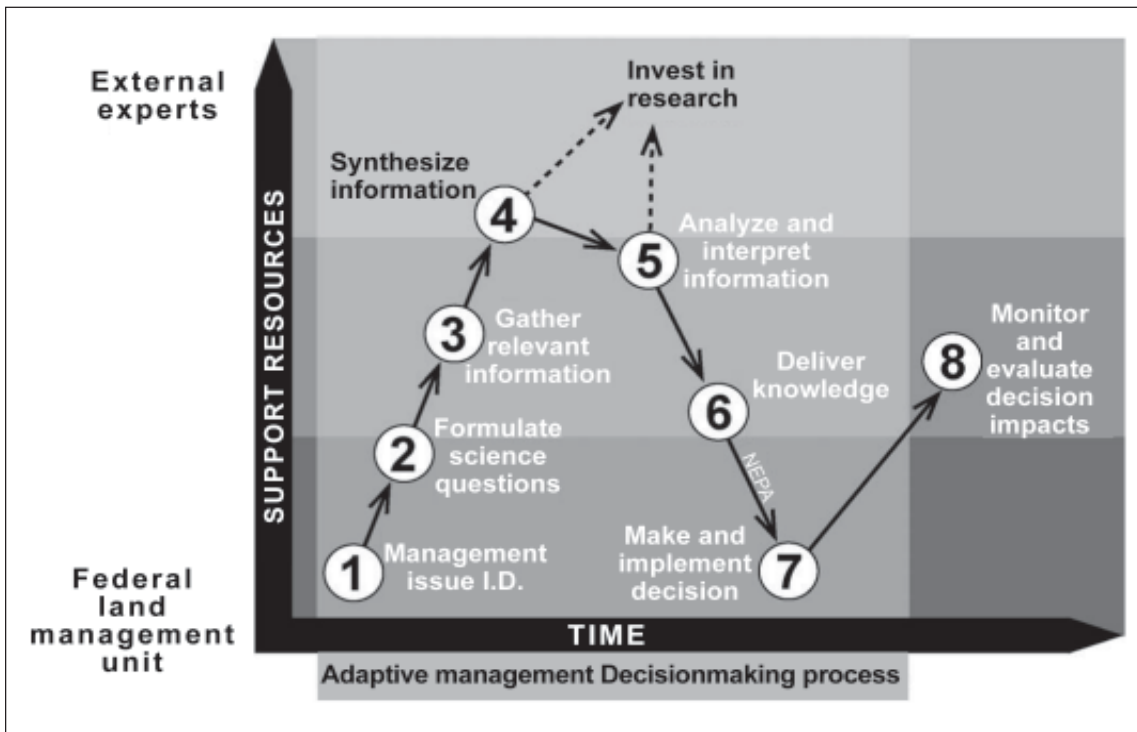 External
experts
Invest in
research
Synthesize
information
4
Analyze and
interpret
information
5
SUPPORT RESOURCES
3
Gather
relevant
information
Deliver
knowledge
6
8
Monitor
and
evaluate
decision
impacts
2
Formulate
science
questions
NEPA
1
Management
issue I.D.
Make and
implement
decision
7
Federal
land
management
unit
TIME
Adaptive management Decisionmaking process